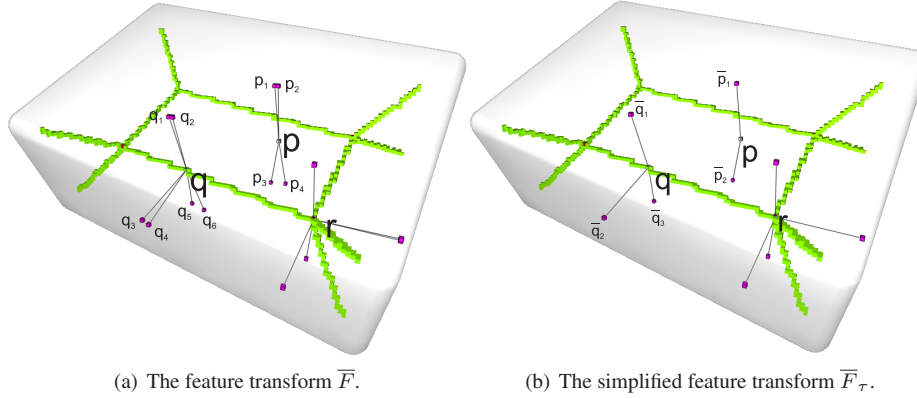 p₁ p₂
q₁ q₂
p
p₃ p₄
q
q₃ q₄ q₅ q₆
r
p̅₁
q̅₁
p
p̅₂
q
q̅₂ q̅₃
r
(a) The feature transform F̅.
(b) The simplified feature transform F̅τ.